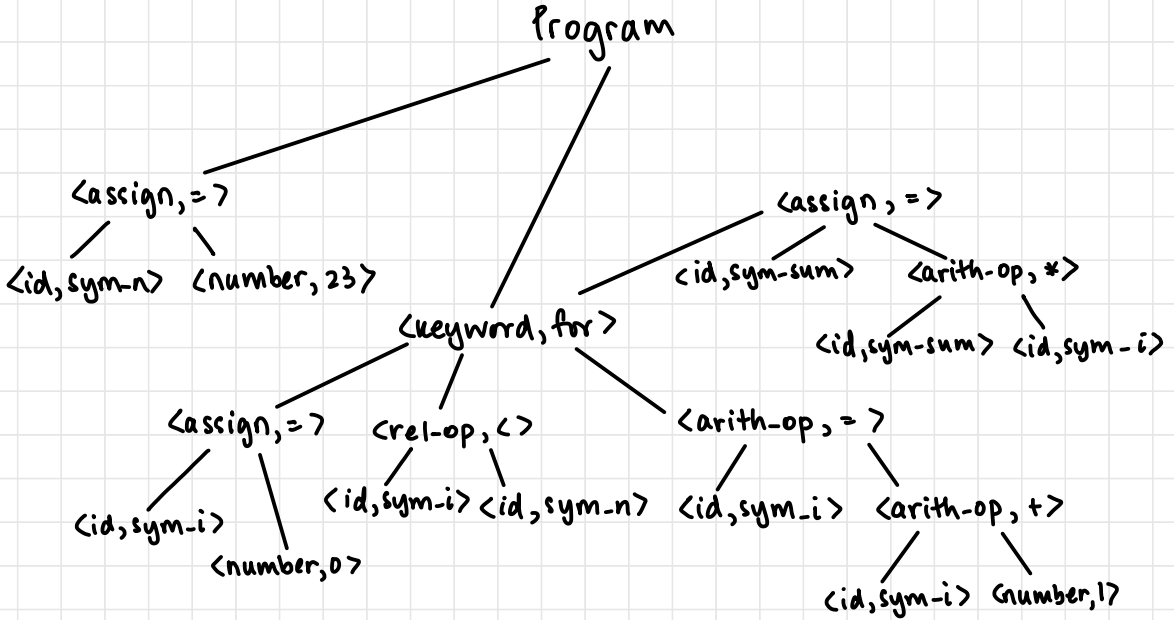 Program
<assign, = >
<assign, = >
<id, sym-n> <number, 23>
<id, sym-sum> <arith-op, *>
<keyword, for>
<id, sym-sum> <id, sym-i>
<assign, = >
<rel-op, <>
<arith-op, = >
<id, sym-i>
<id, sym-i> <id, sym-n>
<id, sym-i> <arith-op, +>
<number, 0>
<id, sym-i> <number, 1>